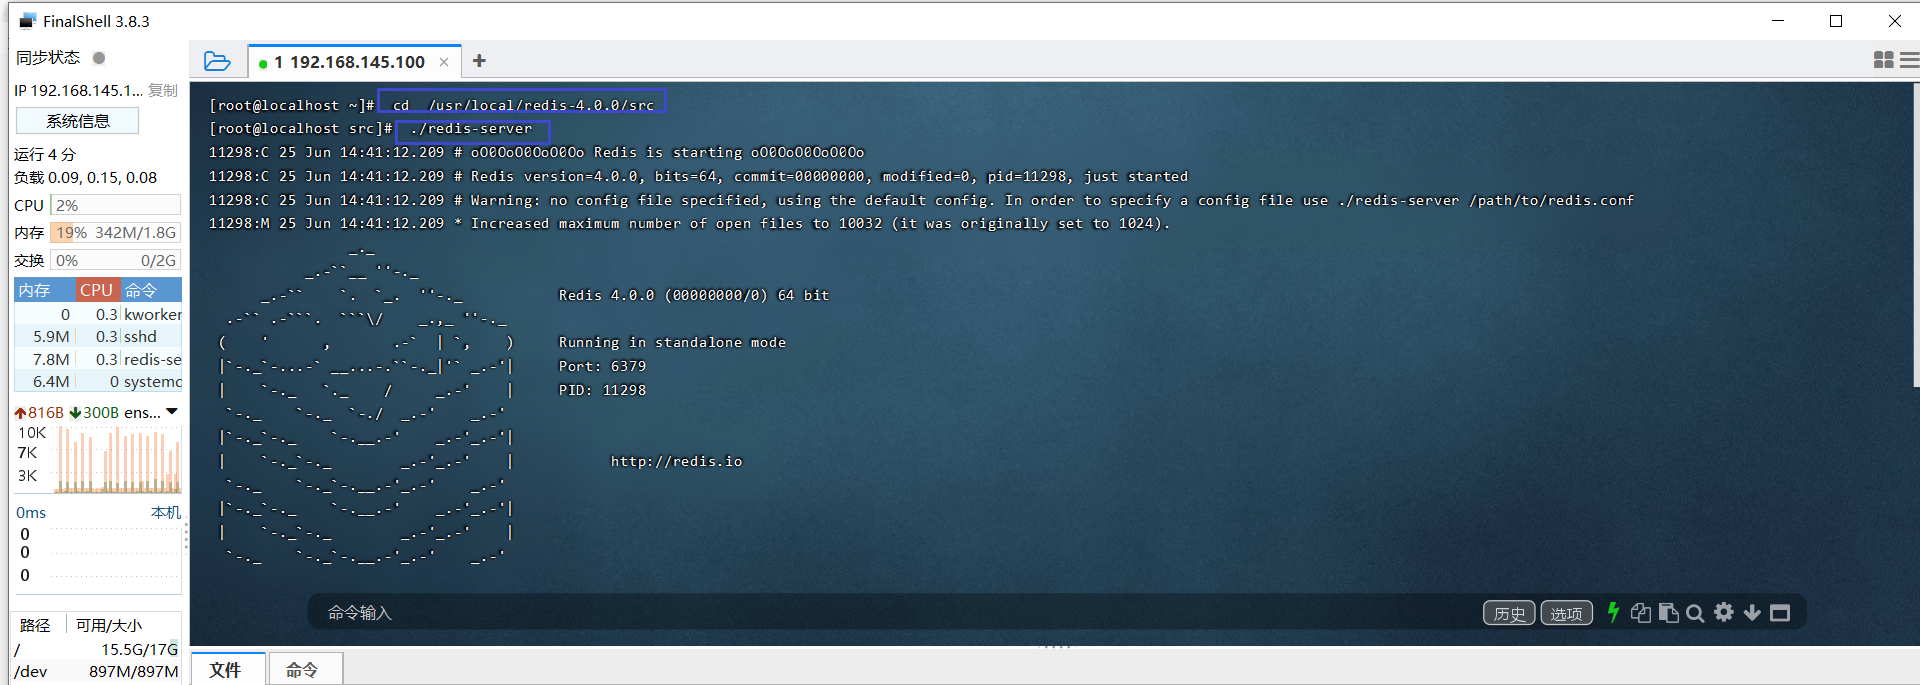 FinalShell 3.8.3
同步状态
IP 192.168.145.1... 复制
系统信息
运行 4 分
负载 0.09, 0.15, 0.08
CPU 2%
内存 19% 342M/1.8G
交换 0% 0/2G
内存 CPU 命令
0 0.3 kworker
5.9M 0.3 sshd
7.8M 0.3 redis-se
6.4M 0 systemd
816B 300B ens...
10K
7K
3K
0ms 本机
0
0
0
路径 可用/大小
/ 15.5G/17G
/dev 897M/897M
1 192.168.145.100
[root@localhost ~]# cd /usr/local/redis-4.0.0/src
[root@localhost src]# ./redis-server
11298:C 25 Jun 14:41:12.209 # oO0OoO0OoO0Oo Redis is starting oO0OoO0OoO0Oo
11298:C 25 Jun 14:41:12.209 # Redis version=4.0.0, bits=64, commit=00000000, modified=0, pid=11298, just started
11298:C 25 Jun 14:41:12.209 # Warning: no config file specified, using the default config. In order to specify a config file use ./redis-server /path/to/redis.conf
11298:M 25 Jun 14:41:12.209 * Increased maximum number of open files to 10032 (it was originally set to 1024).
Redis 4.0.0 (00000000/0) 64 bit
Running in standalone mode
Port: 6379
PID: 11298
http://redis.io
命令输入
历史 选项
文件 命令